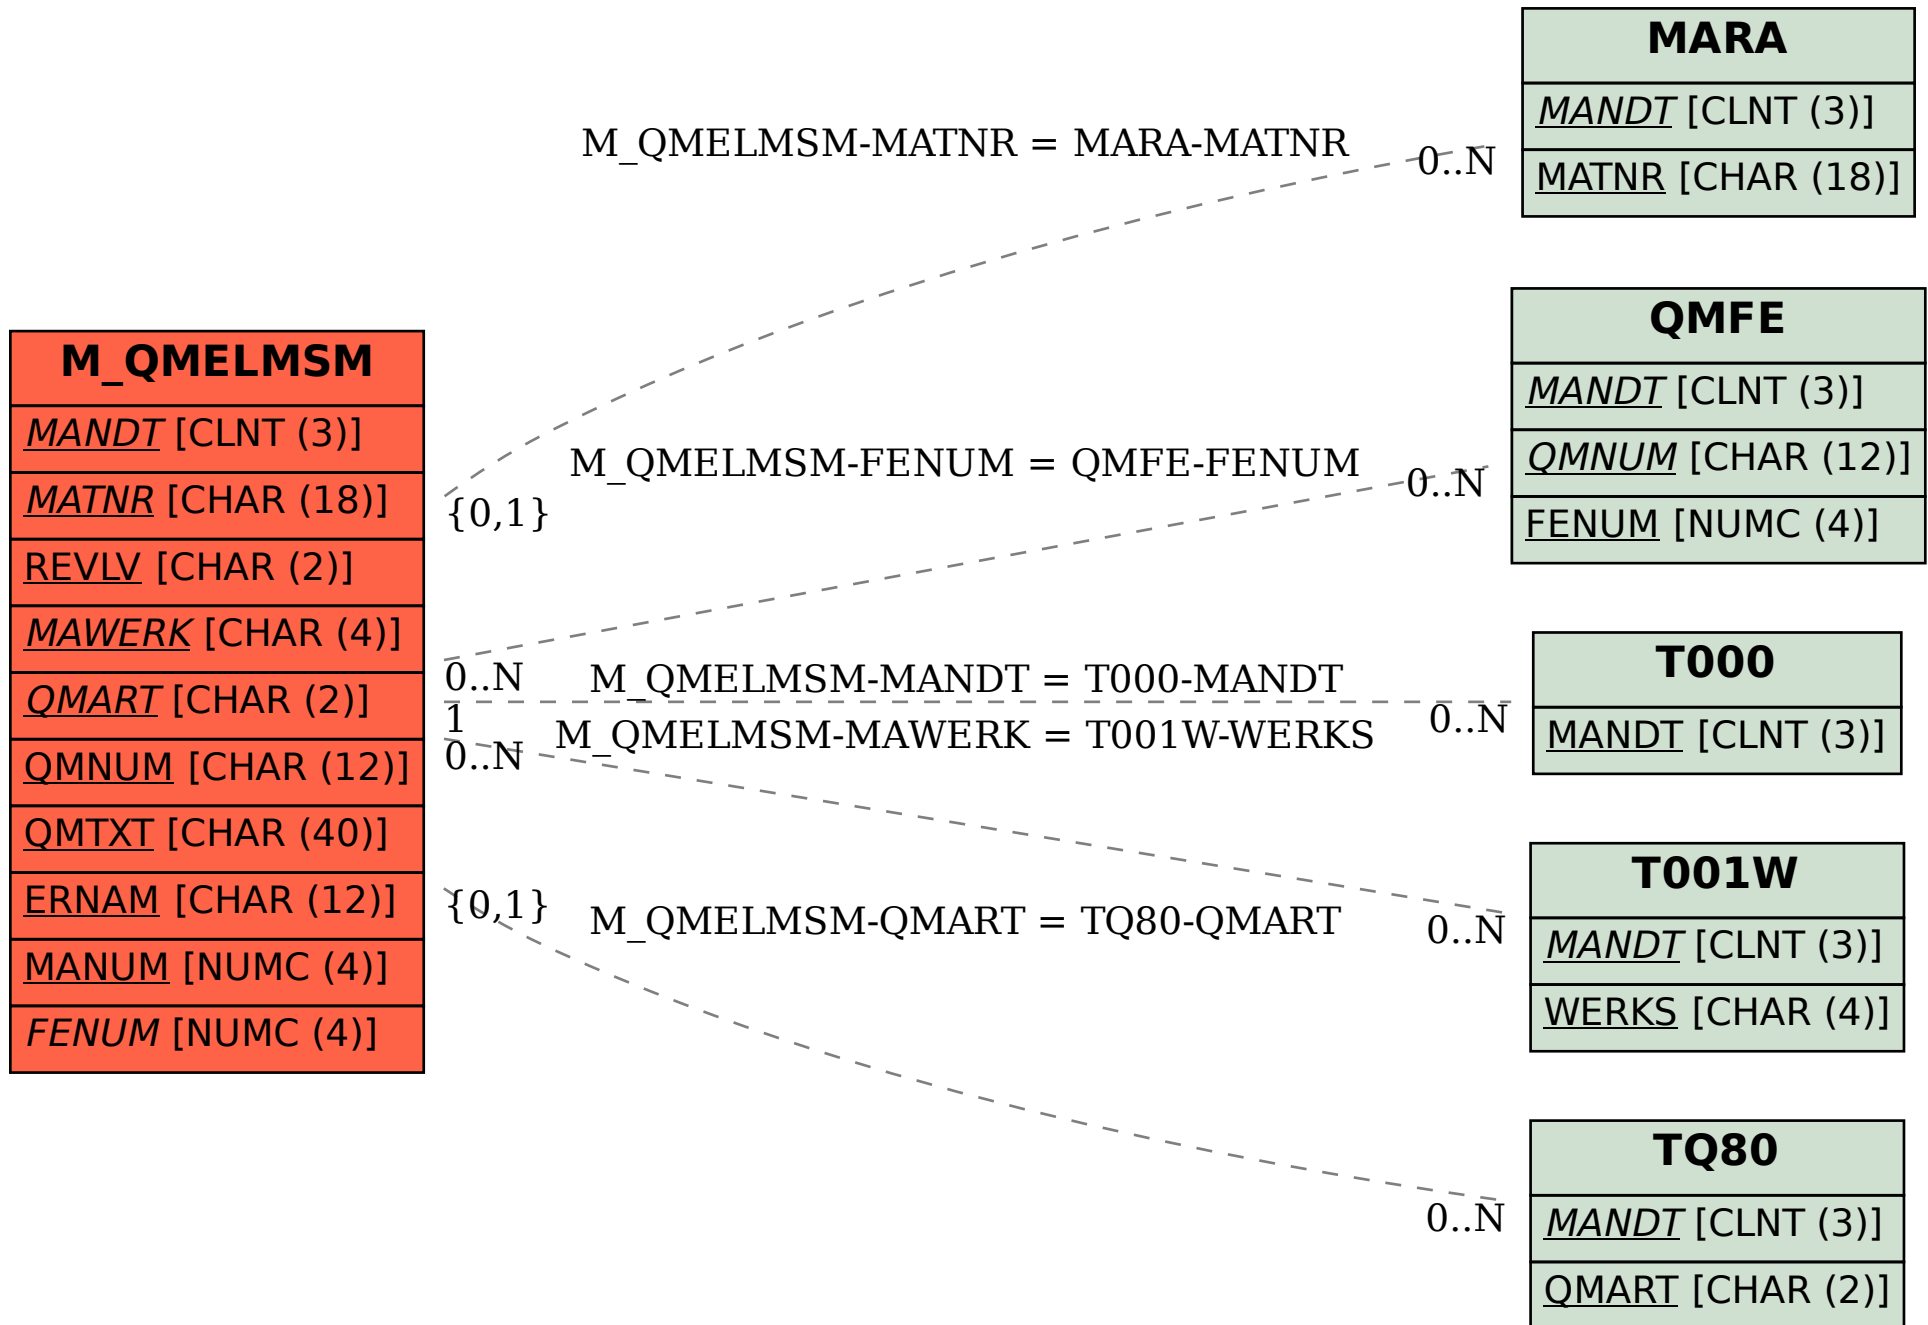 MARA
MANDT [CLNT (3)]
MATNR [CHAR (18)]
M_QMELMSM-MATNR = MARA-MATNR
0..N
{0,1}
QMFE
MANDT [CLNT (3)]
QMNUM [CHAR (12)]
FENUM [NUMC (4)]
M_QMELMSM-FENUM = QMFE-FENUM
0..N
0..N
M_QMELMSM
MANDT [CLNT (3)]
MATNR [CHAR (18)]
REVLV [CHAR (2)]
MAWERK [CHAR (4)]
QMART [CHAR (2)]
QMNUM [CHAR (12)]
QMTXT [CHAR (40)]
ERNAM [CHAR (12)]
MANUM [NUMC (4)]
FENUM [NUMC (4)]
M_QMELMSM-MANDT = T000-MANDT
1
0..N
T000
MANDT [CLNT (3)]
M_QMELMSM-MAWERK = T001W-WERKS
0..N
0..N
T001W
MANDT [CLNT (3)]
WERKS [CHAR (4)]
M_QMELMSM-QMART = TQ80-QMART
{0,1}
0..N
TQ80
MANDT [CLNT (3)]
QMART [CHAR (2)]